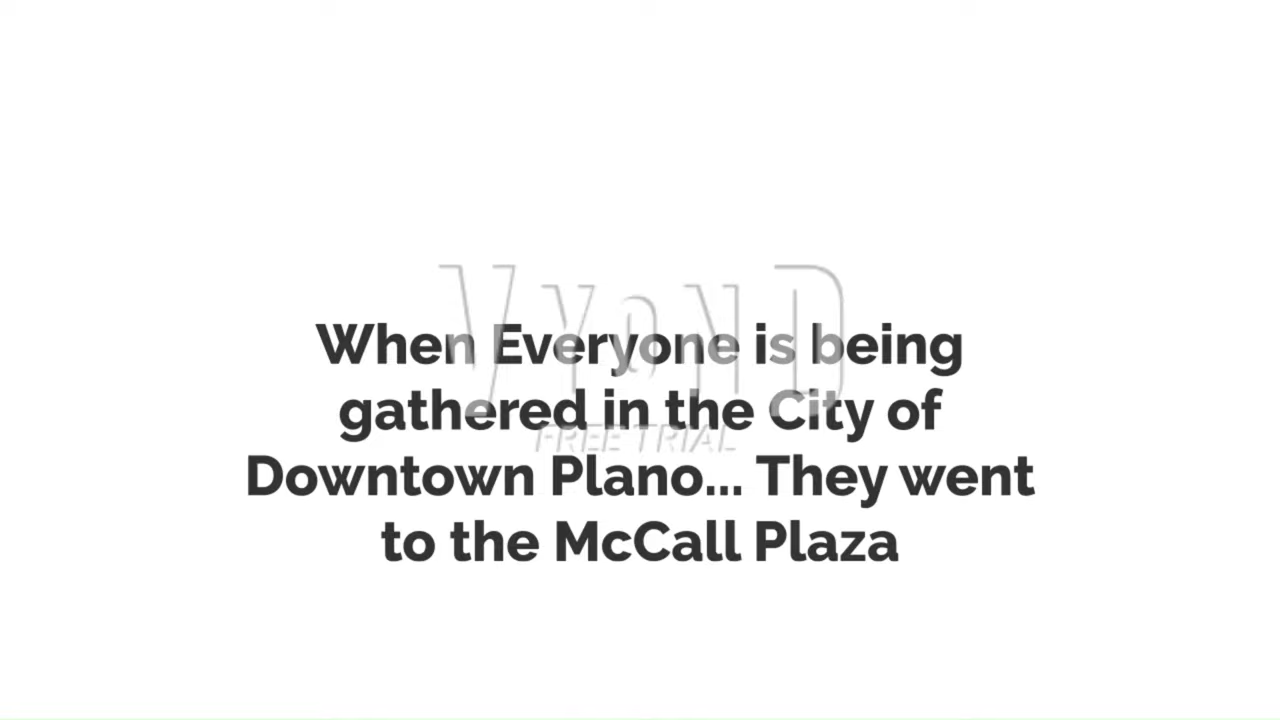 VYOND
FREE TRIAL
When Everyone is being
gathered in the City of
Downtown Plano... They went
to the McCall Plaza